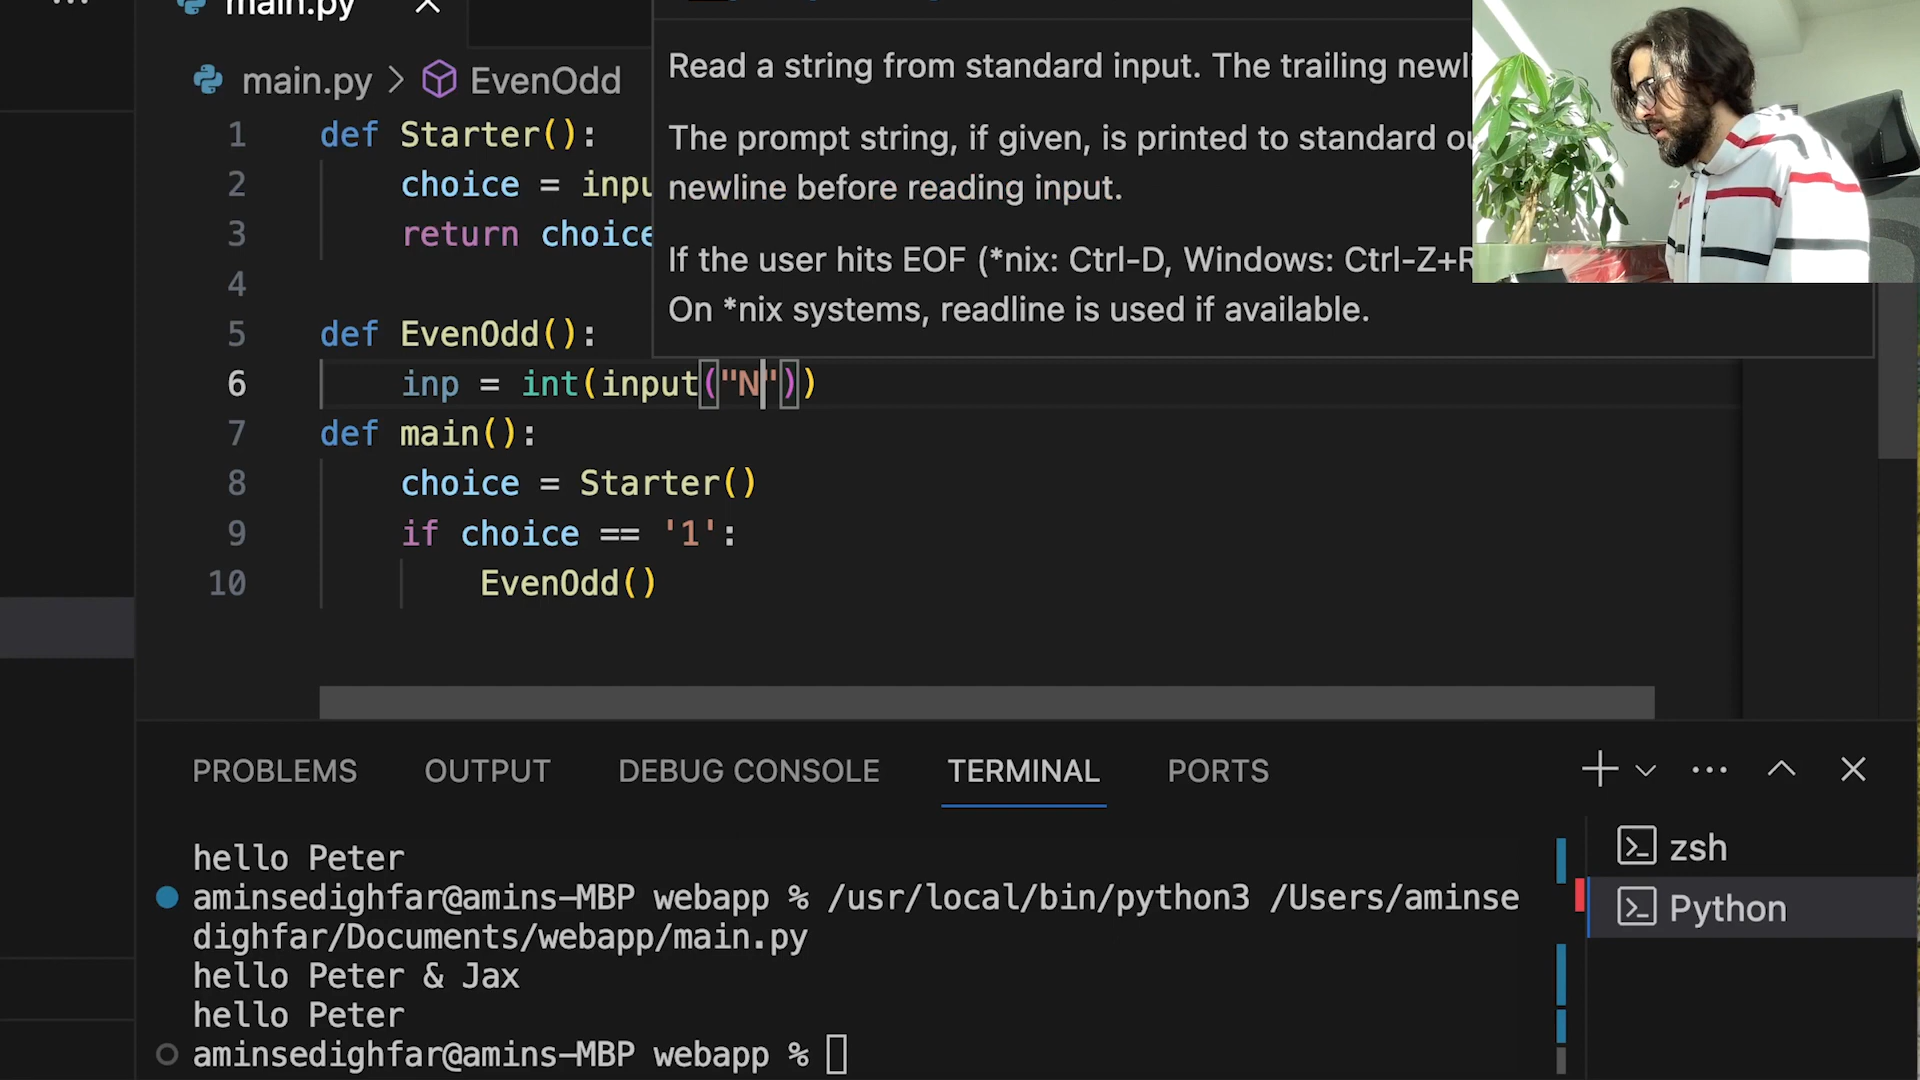 main.py
main.py > EvenOdd
Read a string from standard input. The trailing newli
The prompt string, if given, is printed to standard ou
newline before reading input.
If the user hits EOF (*nix: Ctrl-D, Windows: Ctrl-Z+R
On *nix systems, readline is used if available.
1 def Starter():
2 choice = inpu
3 return choice
4
5 def EvenOdd():
6 inp = int(input("N"))
7 def main():
8 choice = Starter()
9 if choice == '1':
10 EvenOdd()
PROBLEMS OUTPUT DEBUG CONSOLE TERMINAL PORTS
hello Peter
aminsedighfar@amins-MBP webapp % /usr/local/bin/python3 /Users/aminse
dighfar/Documents/webapp/main.py
hello Peter & Jax
hello Peter
aminsedighfar@amins-MBP webapp %
zsh
Python